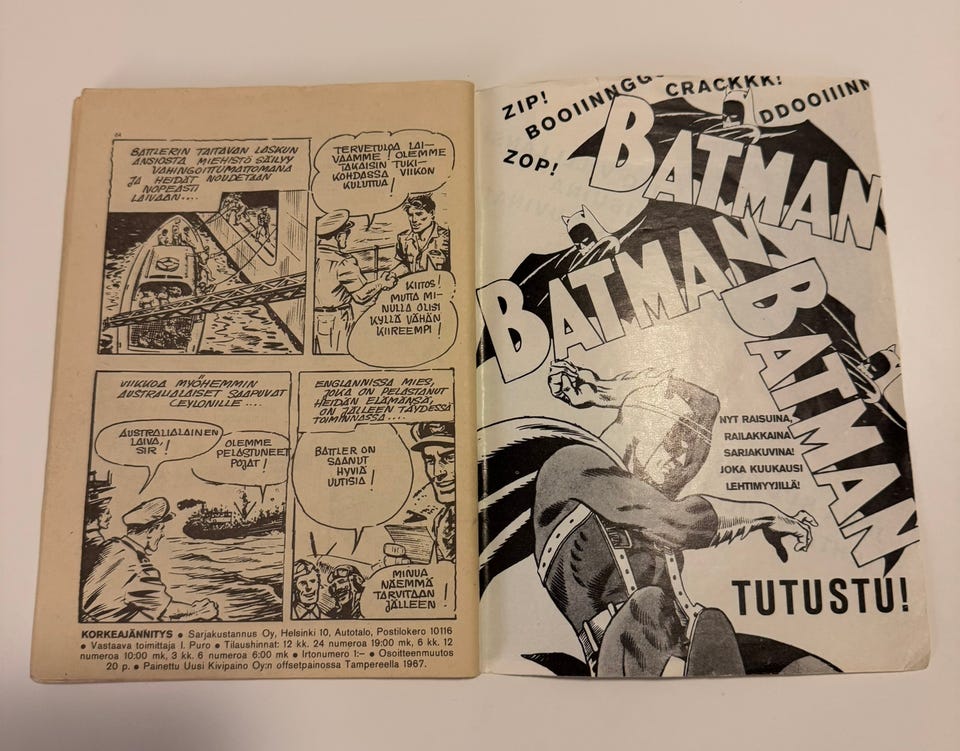 64
BATTLERIN TAITAVAN LASKUN
ANSIOSTA MIEHISTÖ SÄILYY
VAHINGOITTUMATTOMANA
JA HEIDÄT NOUDETAAN
NOPEASTI
LAIVAAN....
TERVETULOA LAI-
VAAMME! OLEMME
TAKAISIN TUKI-
KOHDASSA VIIKON
KULUTTUA!
KIITOS!
MUTTA MI-
NULLA OLISI
KYLLÄ VÄHÄN
KIIREEMPI!
VIIKKOA MYÖHEMMIN
AUSTRALIALAISET SAAPUVAT
CEYLONILLE....
AUSTRALIALAINEN
LAIVA,
SIR!
OLEMME
PELASTUNEET
POJAT!
ENGLANNISSA MIES,
JOKA ON PELASTANUT
HEIDÄN ELÄMÄNSÄ,
ON JÄLLEEN TÄYDESSÄ
TOIMINNASSA....
BATTLER ON
SAANUT
HYVIÄ
UUTISIA!
MINUA
NÄEMMÄ
TARVITAAN
JÄLLEEN!
KORKEAJÄNNITYS ● Sarjakustannus Oy, Helsinki 10, Autotalo, Postilokero 10116
● Vastaava toimittaja I. Puro ● Tilaushinnat: 12 kk. 24 numeroa 19:00 mk, 6 kk. 12
numeroa 10:00 mk, 3 kk. 6 numeroa 6:00 mk ● Irtonumero 1:— ● Osoitteenmuutos
20 p. ● Painettu Uusi Kivipaino Oy:n offsetpainossa Tampereella 1967.
ZIP!
BOOIINNGGG
CRACKKK!
DDOOIIINN
ZOP!
BATMAN
BATMAN
BATMAN
NYT RAISUINA,
RAILAKKAINA
SARJAKUVINA!
JOKA KUUKAUSI
LEHTIMYYJILLÄ!
TUTUSTU!